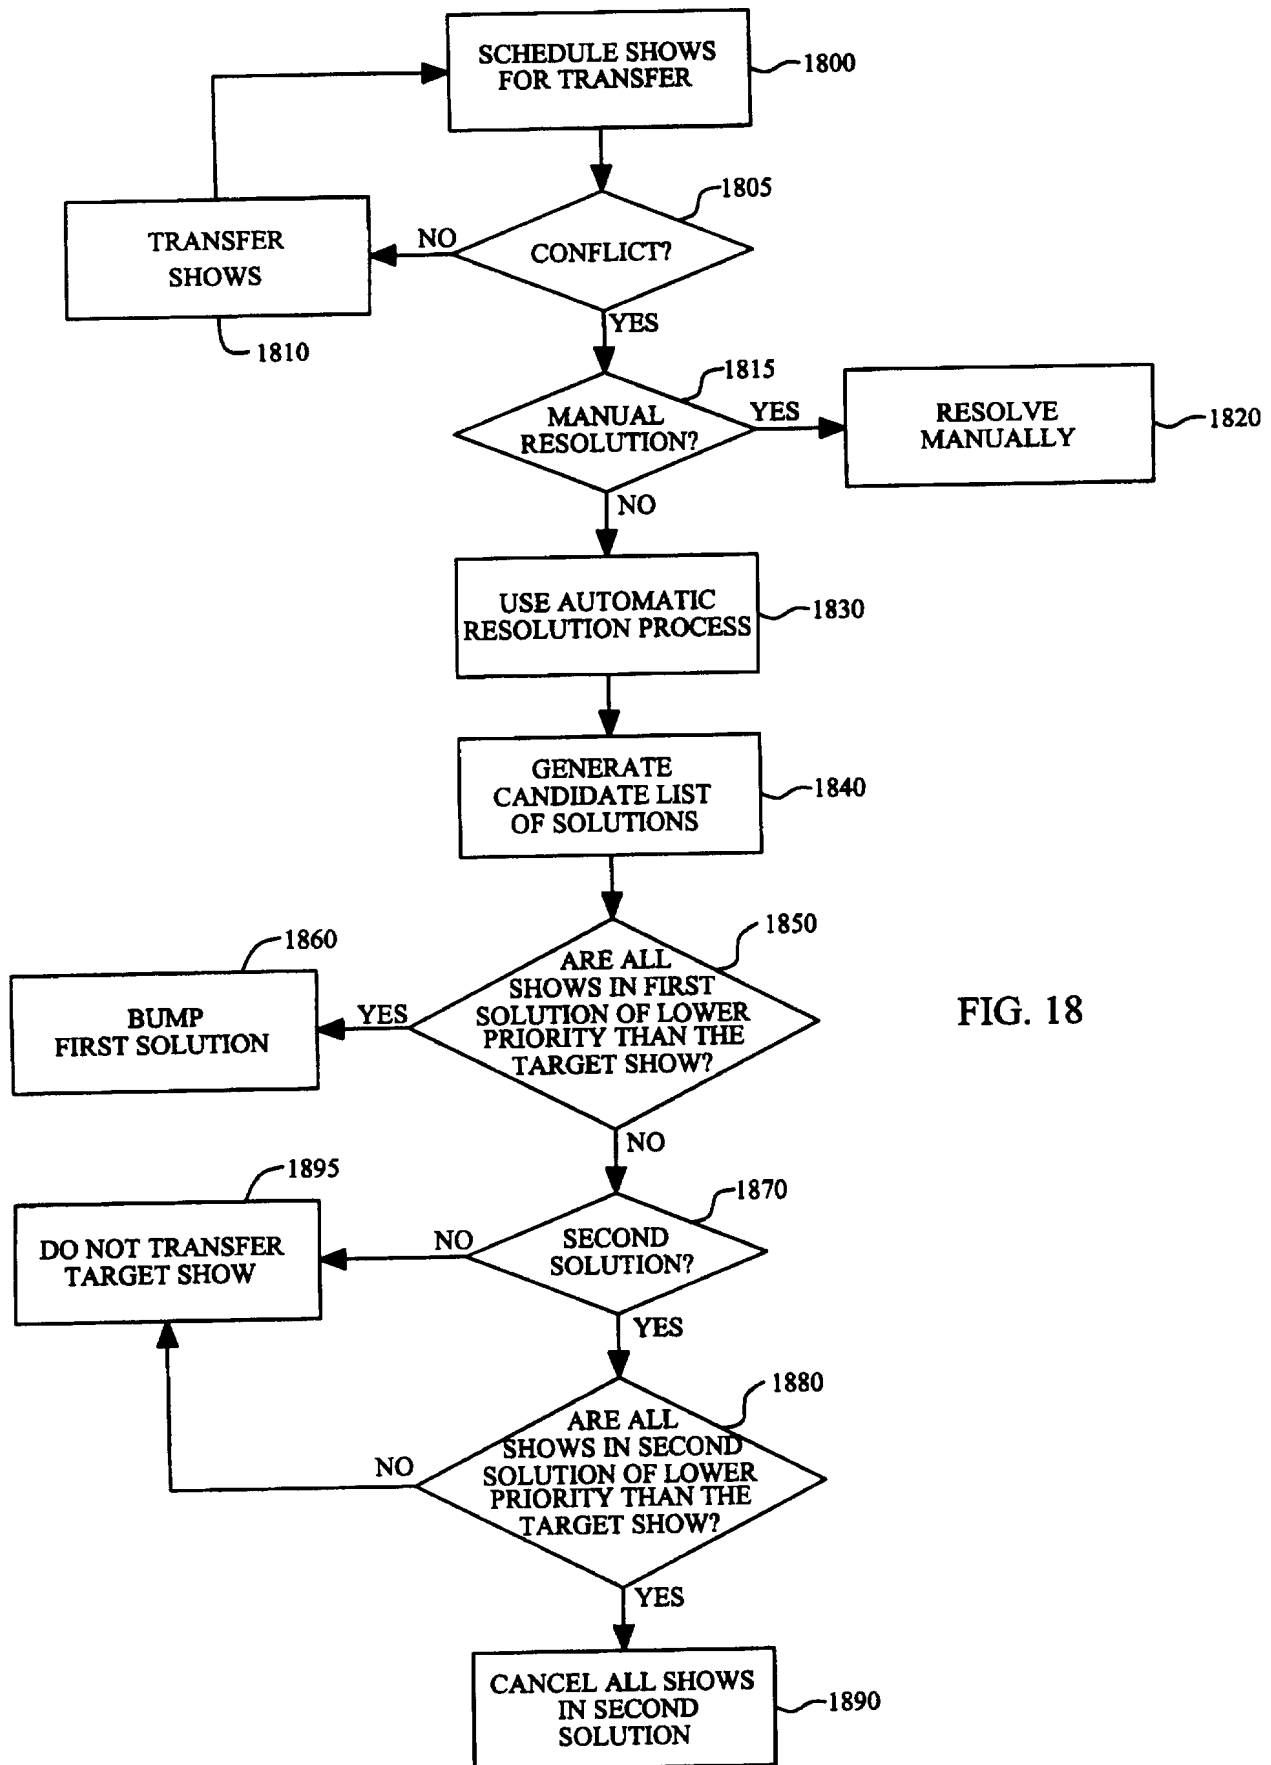 SCHEDULE SHOWS
FOR TRANSFER
1800
1805
CONFLICT?
NO
TRANSFER
SHOWS
1810
YES
1815
MANUAL
RESOLUTION?
YES
RESOLVE
MANUALLY
1820
NO
USE AUTOMATIC
RESOLUTION PROCESS
1830
GENERATE
CANDIDATE LIST
OF SOLUTIONS
1840
1850
ARE ALL
SHOWS IN FIRST
SOLUTION OF LOWER
PRIORITY THAN THE
TARGET SHOW?
YES
1860
BUMP
FIRST SOLUTION
FIG. 18
NO
1870
SECOND
SOLUTION?
NO
1895
DO NOT TRANSFER
TARGET SHOW
YES
1880
ARE ALL
SHOWS IN SECOND
SOLUTION OF LOWER
PRIORITY THAN THE
TARGET SHOW?
NO
YES
CANCEL ALL SHOWS
IN SECOND
SOLUTION
1890